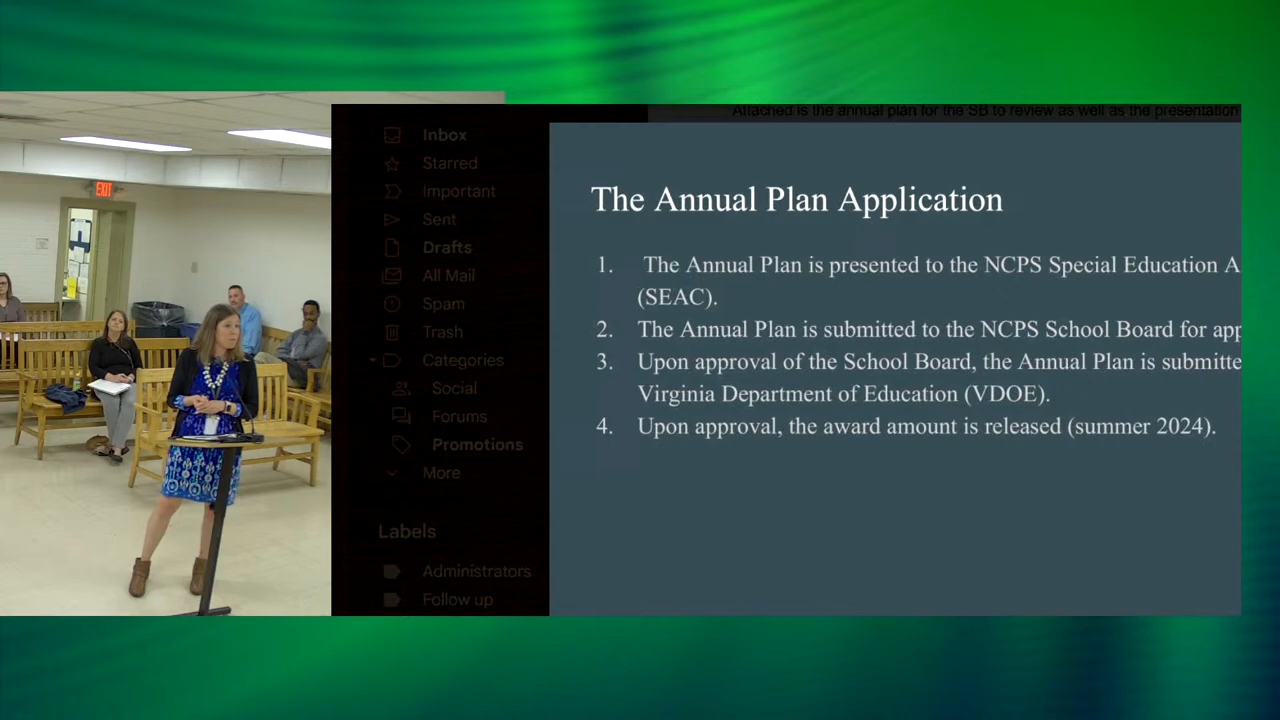 EXIT
Attached is the annual plan for the SB to review as well as the presentation
Inbox
Starred
Important
Sent
Drafts
All Mail
Spam
Trash
Categories
Social
Forums
Promotions
More
Labels
Administrators
Follow up
The Annual Plan Application
1. The Annual Plan is presented to the NCPS Special Education A
(SEAC).
2. The Annual Plan is submitted to the NCPS School Board for app
3. Upon approval of the School Board, the Annual Plan is submitte
Virginia Department of Education (VDOE).
4. Upon approval, the award amount is released (summer 2024).